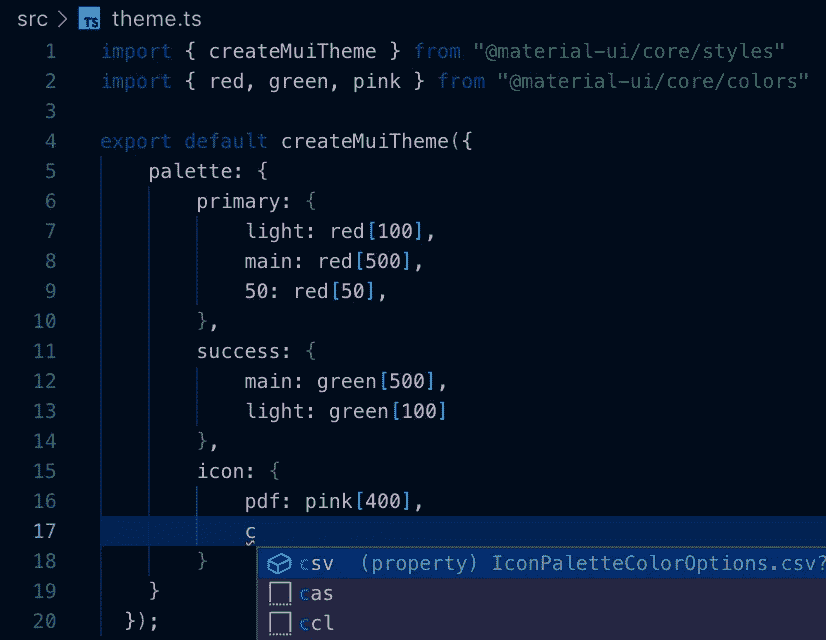 src > TS theme.ts
1 import { createMuiTheme } from "@material-ui/core/styles"
2 import { red, green, pink } from "@material-ui/core/colors"
3
4 export default createMuiTheme({
5 palette: {
6 primary: {
7 light: red[100],
8 main: red[500],
9 50: red[50],
10 },
11 success: {
12 main: green[500],
13 light: green[100]
14 },
15 icon: {
16 pdf: pink[400],
17 c
18 }
csv (property) IconPaletteColorOptions.csv?
19 }
cas
20 });
ccl